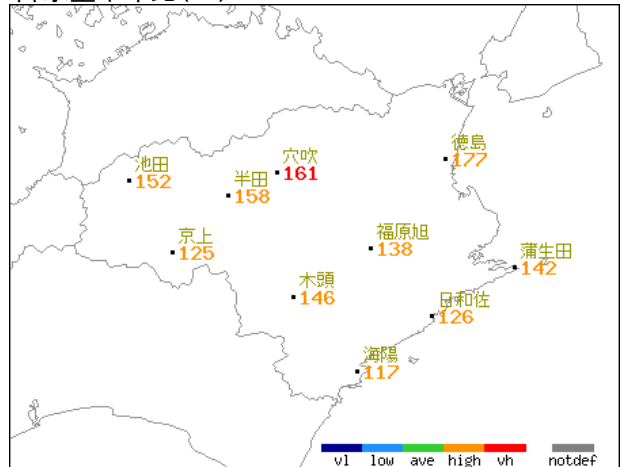 徳島
177
穴吹
161
池田
152
半田
158
福原旭
138
京上
125
蒲生田
142
木頭
146
日和佐
126
海陽
117
vl low ave high vh notdef